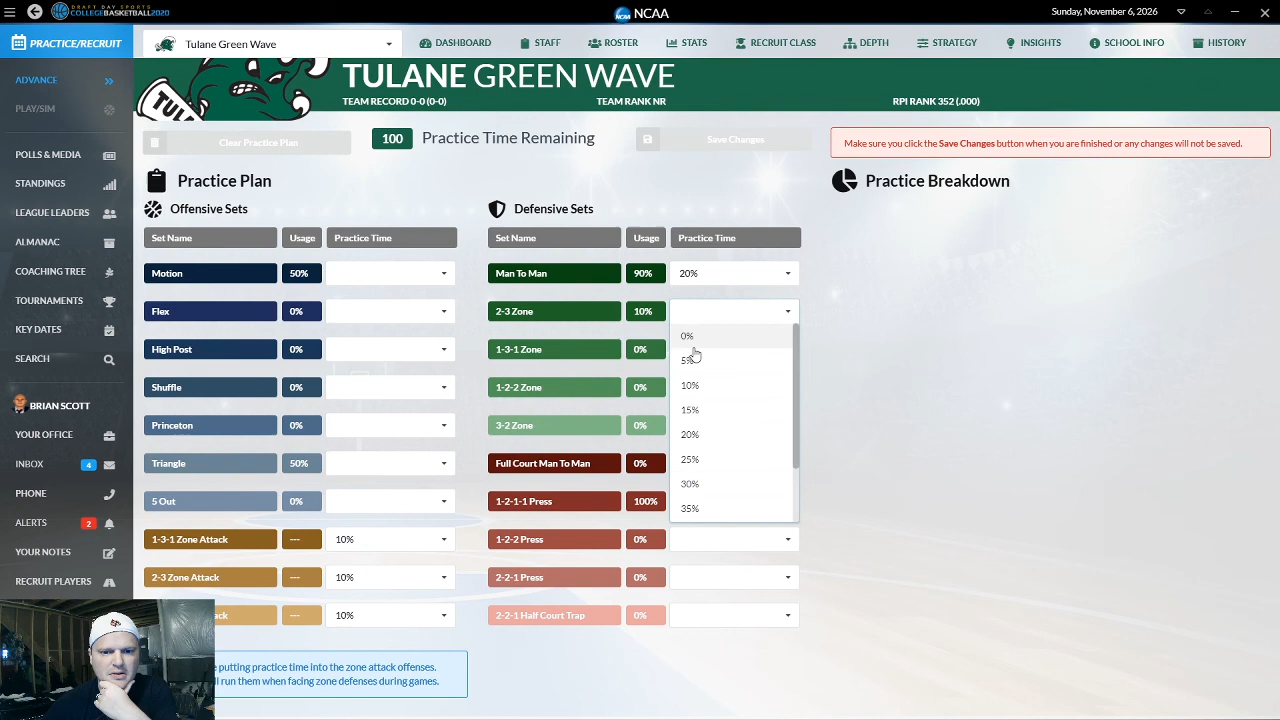 DRAFT DAY SPORTS
COLLEGEBASKETBALL2020
NCAA
Sunday, November 6, 2026
PRACTICE/RECRUIT
Tulane Green Wave
DASHBOARD
STAFF
ROSTER
STATS
RECRUIT CLASS
DEPTH
STRATEGY
INSIGHTS
SCHOOL INFO
HISTORY
ADVANCE
PLAY/SIM
POLLS & MEDIA
STANDINGS
LEAGUE LEADERS
ALMANAC
COACHING TREE
TOURNAMENTS
KEY DATES
SEARCH
BRIAN SCOTT
YOUR OFFICE
INBOX 4
PHONE
ALERTS 2
YOUR NOTES
RECRUIT PLAYERS
TUL
TULANE GREEN WAVE
TEAM RECORD 0-0 (0-0) TEAM RANK NR RPI RANK 352 (.000)
Clear Practice Plan
100 Practice Time Remaining
Save Changes
Make sure you click the Save Changes button when you are finished or any changes will not be saved.
Practice Plan
Practice Breakdown
Offensive Sets
Set Name Usage Practice Time
Motion 50%
Flex 0%
High Post 0%
Shuffle 0%
Princeton 0%
Triangle 50%
5 Out 0%
1-3-1 Zone Attack --- 10%
2-3 Zone Attack --- 10%
ack --- 10%
Defensive Sets
Set Name Usage Practice Time
Man To Man 90% 20%
2-3 Zone 10%
1-3-1 Zone 0%
1-2-2 Zone 0%
3-2 Zone 0%
Full Court Man To Man 0%
1-2-1-1 Press 100%
1-2-2 Press 0%
2-2-1 Press 0%
2-2-1 Half Court Trap 0%
0%
5%
10%
15%
20%
25%
30%
35%
putting practice time into the zone attack offenses.
ll run them when facing zone defenses during games.